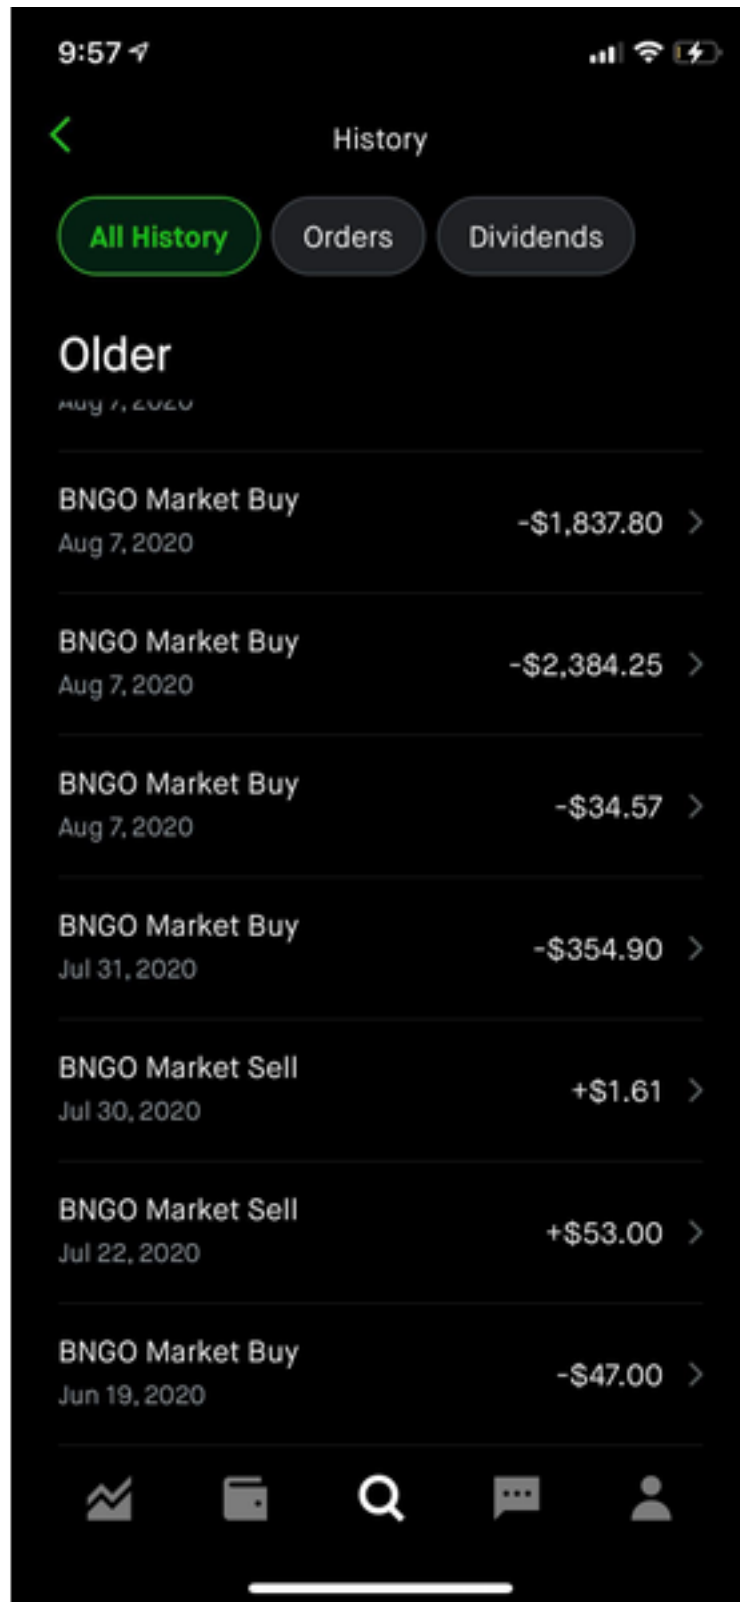 9:57
History
All History
Orders
Dividends
Older
Aug 7, 2020
BNGO Market Buy
-$1,837.80
Aug 7, 2020
BNGO Market Buy
-$2,384.25
Aug 7, 2020
BNGO Market Buy
-$34.57
Aug 7, 2020
BNGO Market Buy
-$354.90
Jul 31, 2020
BNGO Market Sell
+$1.61
Jul 30, 2020
BNGO Market Sell
+$53.00
Jul 22, 2020
BNGO Market Buy
-$47.00
Jun 19, 2020